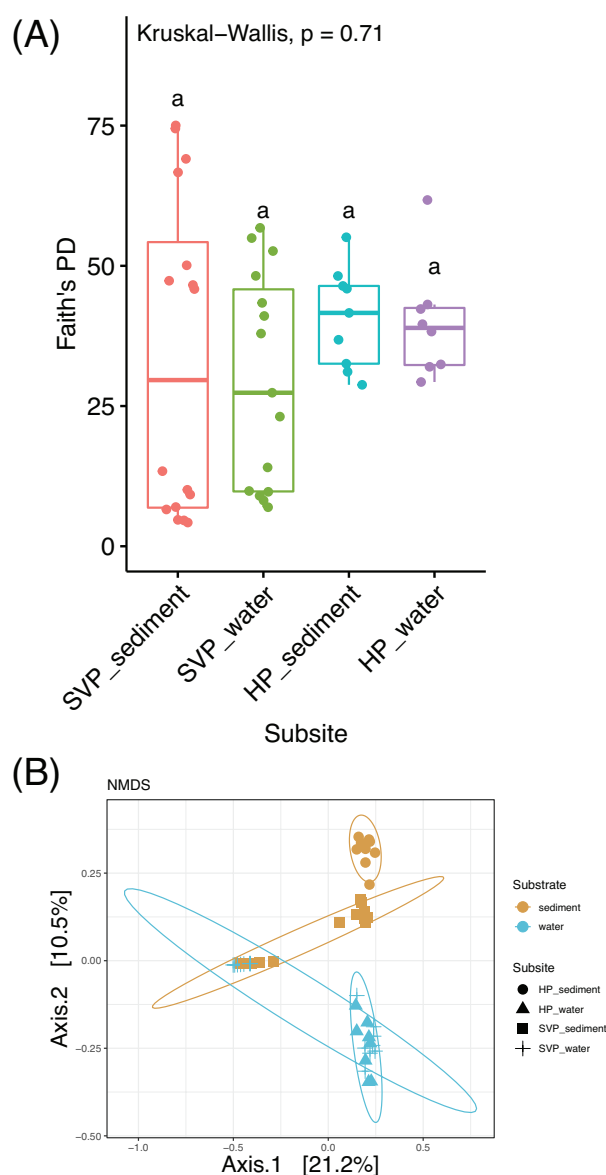 (A)
Kruskal−Wallis, p = 0.71
a
a
a
a
Faith's PD
75
50
25
0
SVP_sediment
SVP_water
HP_sediment
HP_water
Subsite
(B)
NMDS
Axis.2 [10.5%]
0.25
0.00
−0.25
−0.50
−1.0
−0.5
0.0
0.5
Axis.1 [21.2%]
Substrate
sediment
water
Subsite
HP_sediment
HP_water
SVP_sediment
SVP_water